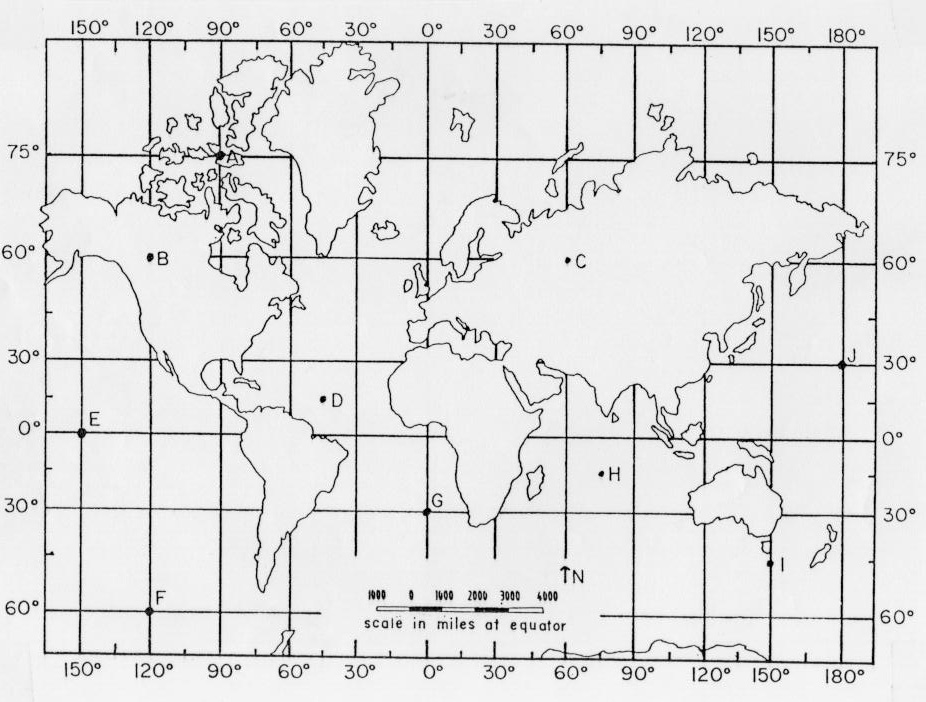 150° 120° 90° 60° 30° 0° 30° 60° 90° 120° 150° 180°
75° A 75°
60° B C 60°
30° J 30°
D
E
0° 0°
H
30° G 30°
I
N
F
1000 0 1000 2000 3000 4000
60° 60°
scale in miles at equator
150° 120° 90° 60° 30° 0° 30° 60° 90° 120° 150° 180°